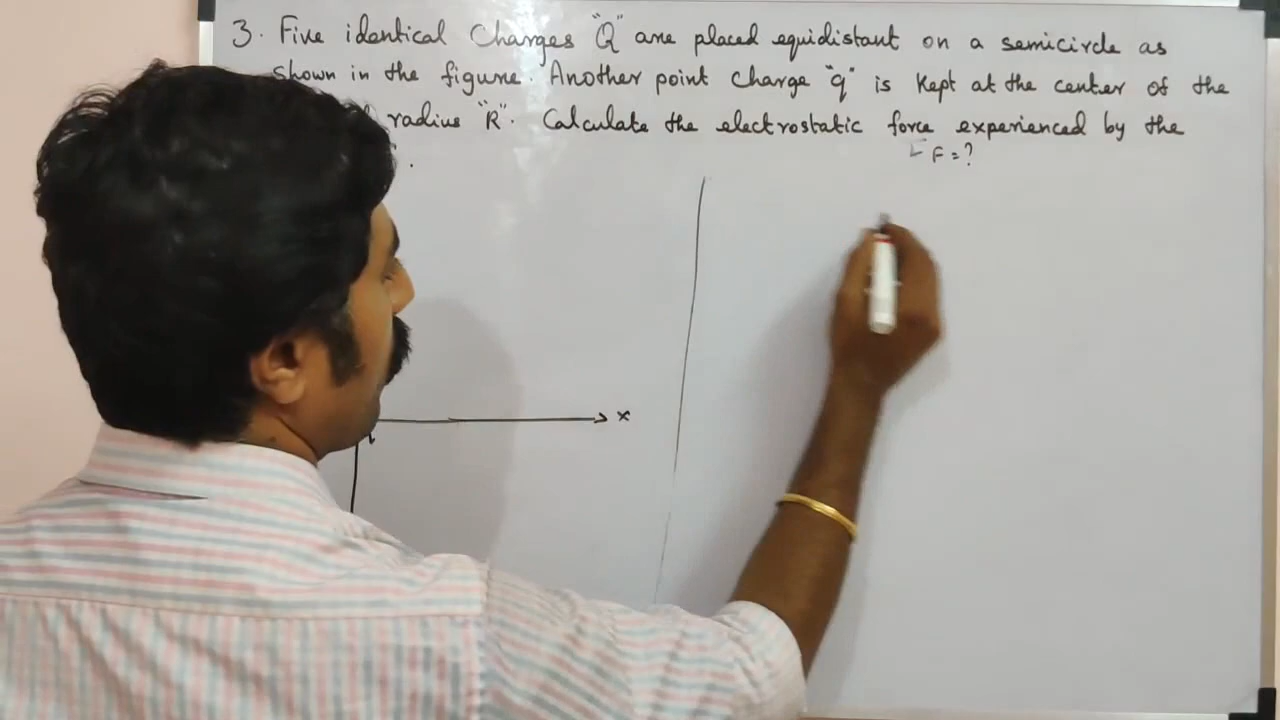 3. Five identical Charges "Q" are placed equidistant on a semicircle as
shown in the figure. Another point charge "q" is kept at the center of the
radius "R". Calculate the electrostatic force experienced by the
F = ?
x